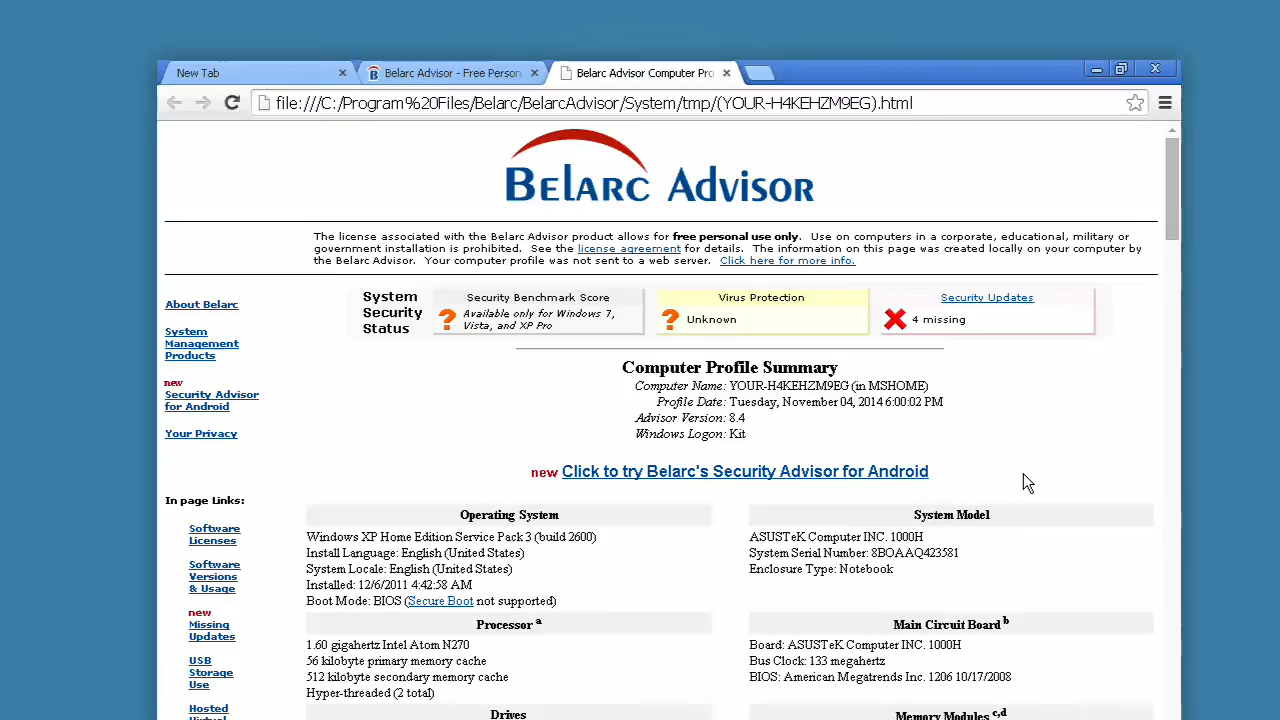 New Tab
Belarc Advisor - Free Person
Belarc Advisor Computer Pro
file:///C:/Program%20Files/Belarc/BelarcAdvisor/System/tmp/(YOUR-H4KEHZM9EG).html
BELARC ADVISOR
The license associated with the Belarc Advisor product allows for free personal use only. Use on computers in a corporate, educational, military or
government installation is prohibited. See the license agreement for details. The information on this page was created locally on your computer by
the Belarc Advisor. Your computer profile was not sent to a web server. Click here for more info.
About Belarc
System
Management
Products
new
Security Advisor
for Android
Your Privacy
In page Links:
Software
Licenses
Software
Versions
& Usage
new
Missing
Updates
USB
Storage
Use
Hosted
System
Security
Status
Security Benchmark Score
Available only for Windows 7,
Vista, and XP Pro
Virus Protection
Unknown
Security Updates
4 missing
Computer Profile Summary
Computer Name: YOUR-H4KEHZM9EG (in MSHOME)
Profile Date: Tuesday, November 04, 2014 6:00:02 PM
Advisor Version: 8.4
Windows Logon: Kit
new Click to try Belarc's Security Advisor for Android
Operating System
Windows XP Home Edition Service Pack 3 (build 2600)
Install Language: English (United States)
System Locale: English (United States)
Installed: 12/6/2011 4:42:58 AM
Boot Mode: BIOS (Secure Boot not supported)
System Model
ASUSTeK Computer INC. 1000H
System Serial Number: 8BOAAQ423581
Enclosure Type: Notebook
Processor a
1.60 gigahertz Intel Atom N270
56 kilobyte primary memory cache
512 kilobyte secondary memory cache
Hyper-threaded (2 total)
Main Circuit Board b
Board: ASUSTeK Computer INC. 1000H
Bus Clock: 133 megahertz
BIOS: American Megatrends Inc. 1206 10/17/2008
Drives
Memory Modules c,d